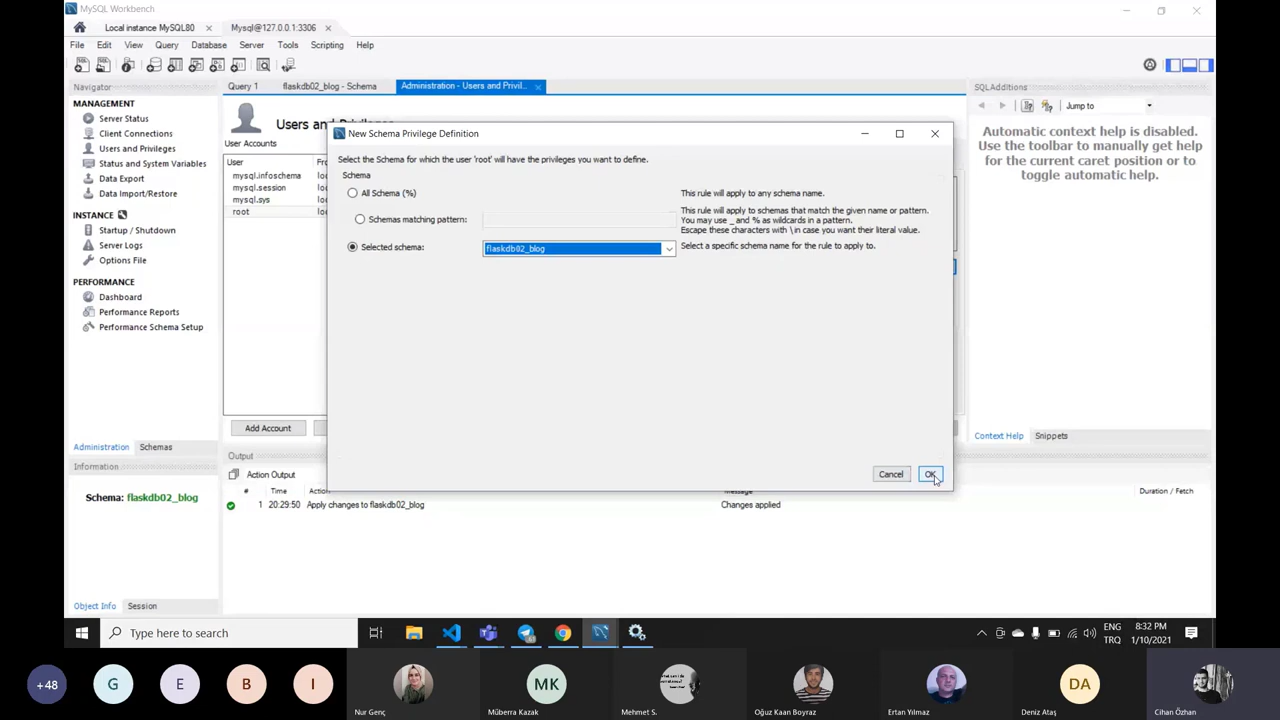 MySQL Workbench
Local instance MySQL80
Mysql@127.0.0.1:3306
File Edit View Query Database Server Tools Scripting Help
Navigator
Query 1
flaskdb02_blog - Schema
Administration - Users and Privil...
SQLAdditions
Jump to
MANAGEMENT
Server Status
Client Connections
Users and Privileges
Status and System Variables
Data Export
Data Import/Restore
INSTANCE
Startup / Shutdown
Server Logs
Options File
PERFORMANCE
Dashboard
Performance Reports
Performance Schema Setup
Users and
User Accounts
User
mysql.infoschema
mysql.session
mysql.sys
root
Add Account
New Schema Privilege Definition
Select the Schema for which the user 'root' will have the privileges you want to define.
Schema
All Schema (%)
This rule will apply to any schema name.
Schemas matching pattern:
This rule will apply to schemas that match the given name or pattern.
You may use _ and % as wildcards in a pattern.
Escape these characters with \ in case you want their literal value.
Selected schema:
flaskdb02_blog
Select a specific schema name for the rule to apply to.
Cancel
OK
Automatic context help is disabled.
Use the toolbar to manually get help
for the current caret position or to
toggle automatic help.
Administration Schemas
Context Help Snippets
Information
Schema: flaskdb02_blog
Output
Action Output
# Time Action Message Duration / Fetch
1 20:29:50 Apply changes to flaskdb02_blog Changes applied
Object Info Session
Type here to search
ENG
TRQ
8:32 PM
1/10/2021
+48
G
E
B
I
Nur Genç
MK
Müberra Kazak
Mehmet S.
Oğuz Kaan Boyraz
Ertan Yılmaz
DA
Deniz Ataş
Cihan Özhan